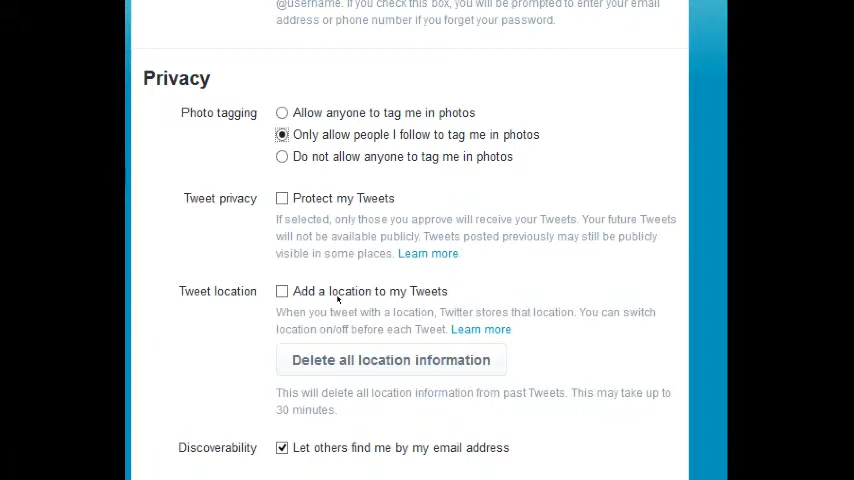 @username. If you check this box, you will be prompted to enter your email
address or phone number if you forget your password.
Privacy
Photo tagging
Allow anyone to tag me in photos
Only allow people I follow to tag me in photos
Do not allow anyone to tag me in photos
Tweet privacy
Protect my Tweets
If selected, only those you approve will receive your Tweets. Your future Tweets
will not be available publicly. Tweets posted previously may still be publicly
visible in some places. Learn more.
Tweet location
Add a location to my Tweets
When you tweet with a location, Twitter stores that location. You can switch
location on/off before each Tweet. Learn more
Delete all location information
This will delete all location information from past Tweets. This may take up to
30 minutes.
Discoverability
Let others find me by my email address